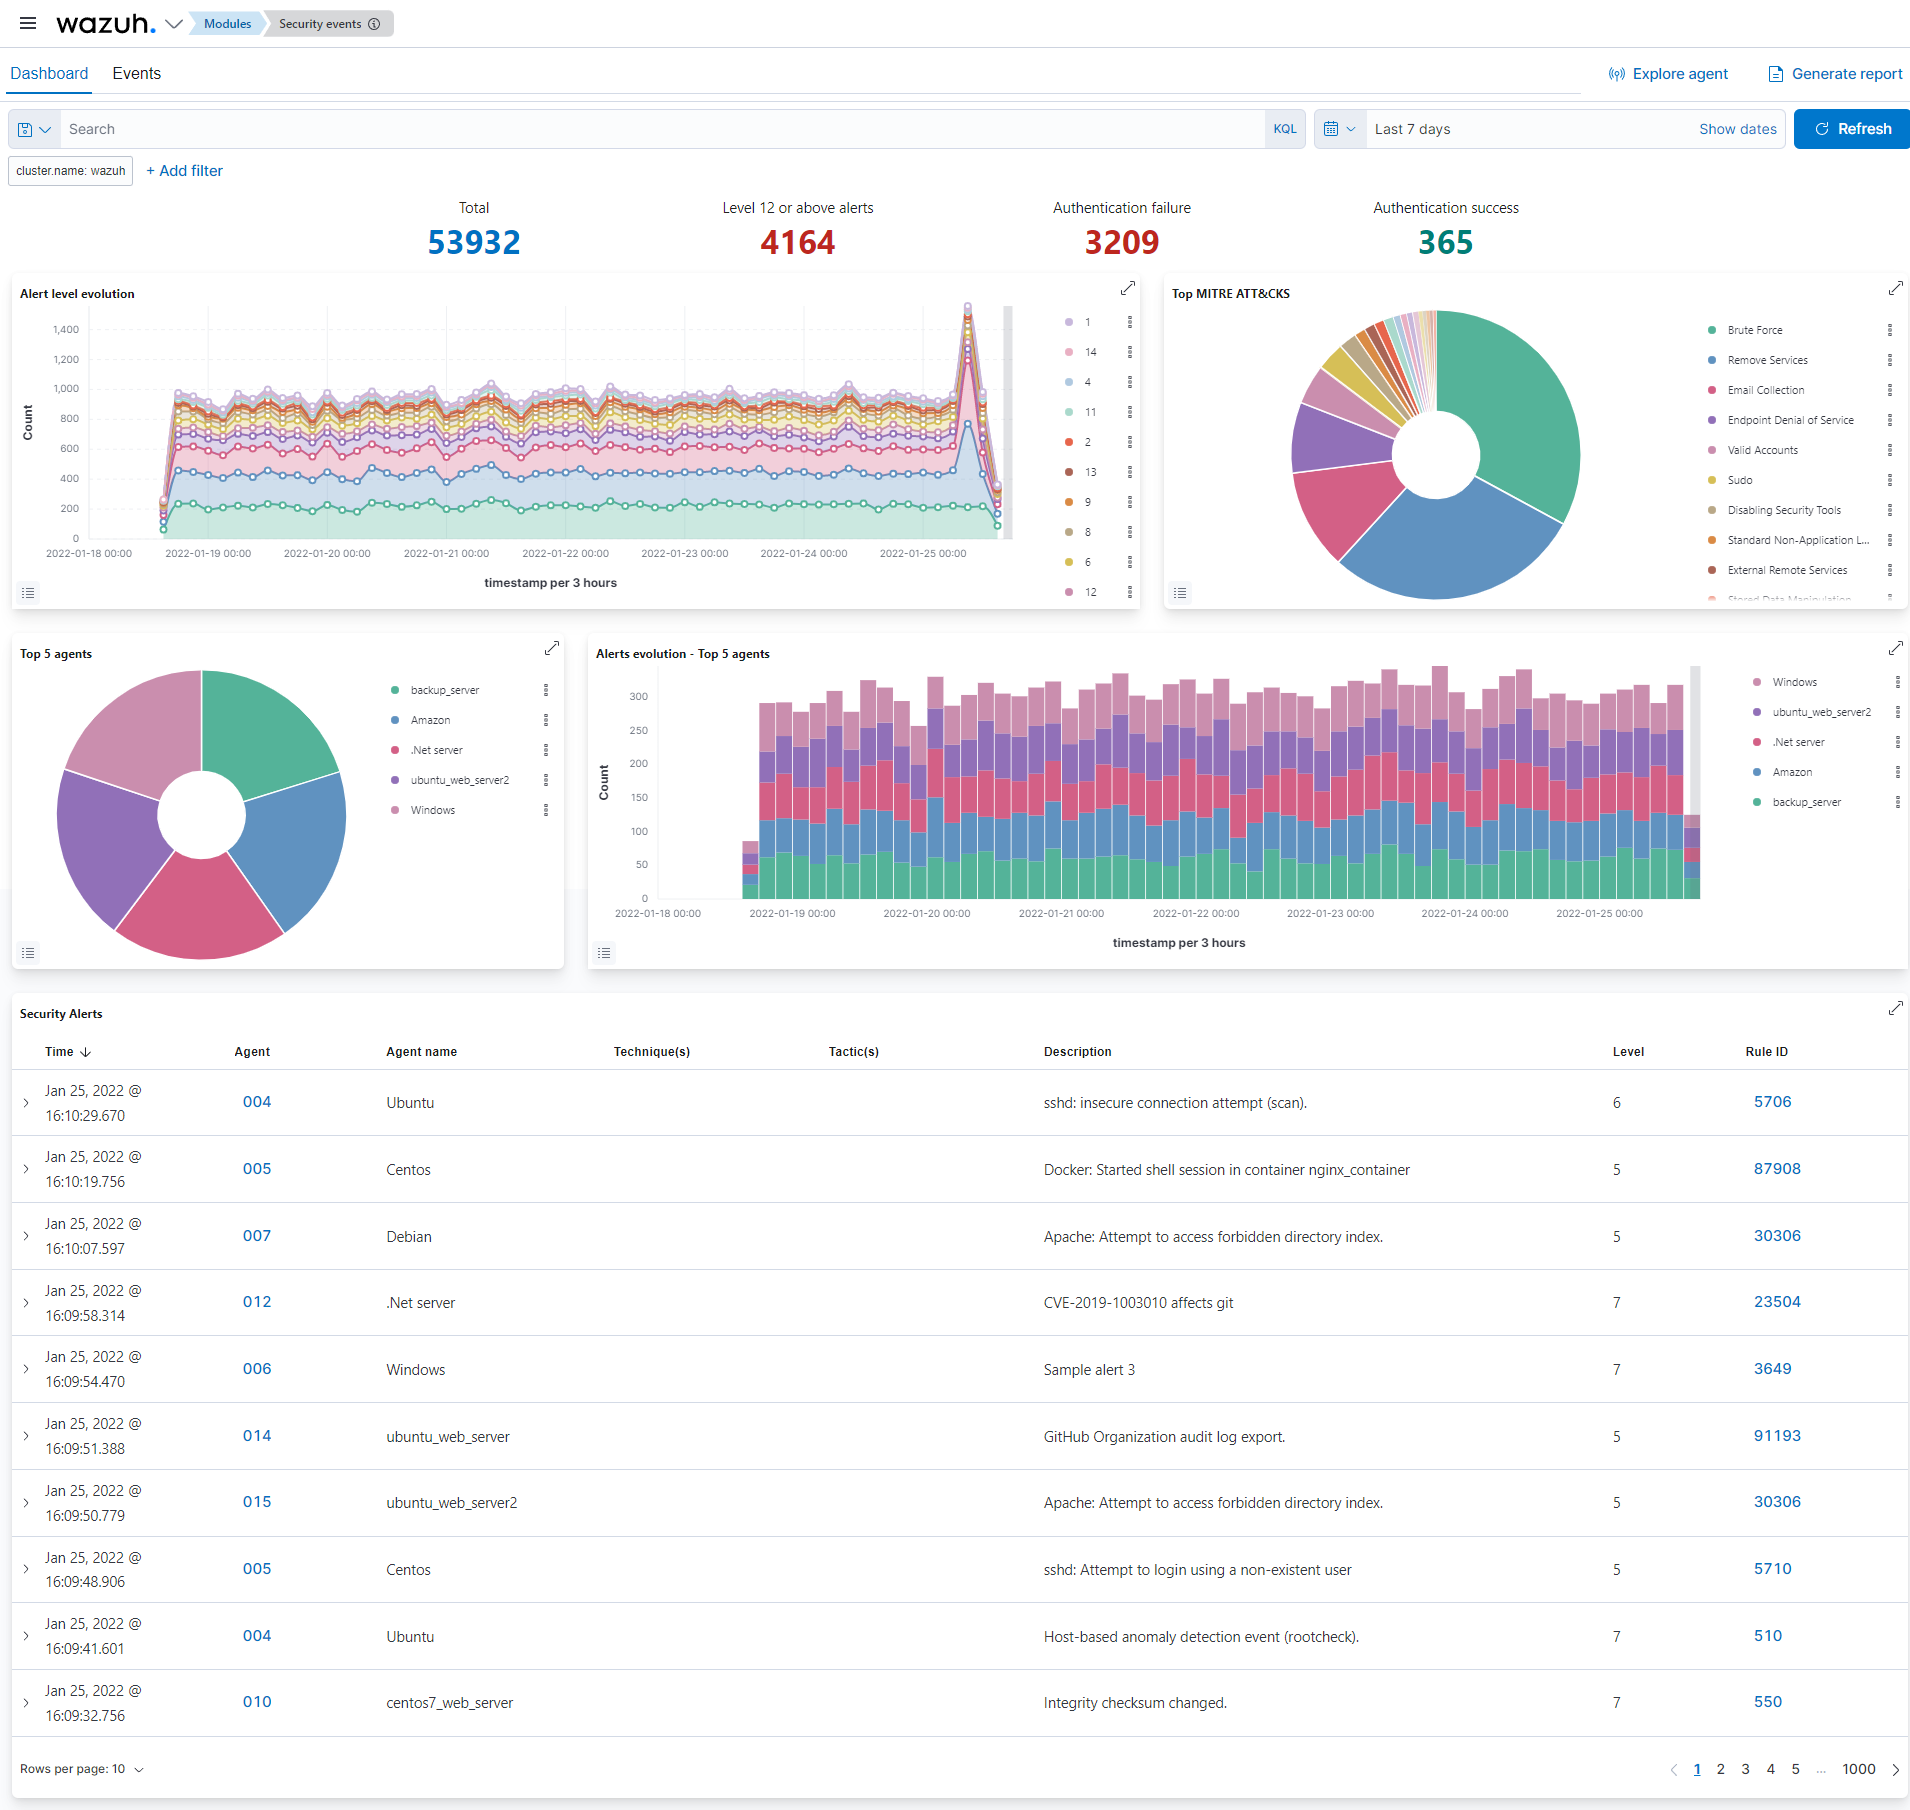 wazuh.
Modules
Security events
Dashboard
Events
Explore agent
Generate report
Search
KQL
Last 7 days
Show dates
Refresh
cluster.name: wazuh
+ Add filter
Total
53932
Level 12 or above alerts
4164
Authentication failure
3209
Authentication success
365
Alert level evolution
Count
1,400
1,200
1,000
800
600
400
200
0
2022-01-18 00:00
2022-01-19 00:00
2022-01-20 00:00
2022-01-21 00:00
2022-01-22 00:00
2022-01-23 00:00
2022-01-24 00:00
2022-01-25 00:00
timestamp per 3 hours
1
14
4
11
2
13
9
8
6
12
Top MITRE ATT&CKS
Brute Force
Remove Services
Email Collection
Endpoint Denial of Service
Valid Accounts
Sudo
Disabling Security Tools
Standard Non-Application L...
External Remote Services
Stored Data Manipulation
Top 5 agents
backup_server
Amazon
.Net server
ubuntu_web_server2
Windows
Alerts evolution - Top 5 agents
Count
300
250
200
150
100
50
0
2022-01-18 00:00
2022-01-19 00:00
2022-01-20 00:00
2022-01-21 00:00
2022-01-22 00:00
2022-01-23 00:00
2022-01-24 00:00
2022-01-25 00:00
timestamp per 3 hours
Windows
ubuntu_web_server2
.Net server
Amazon
backup_server
Security Alerts
Time Agent Agent name Technique(s) Tactic(s) Description Level Rule ID
Jan 25, 2022 @
16:10:29.670
004 Ubuntu sshd: insecure connection attempt (scan). 6 5706
Jan 25, 2022 @
16:10:19.756
005 Centos Docker: Started shell session in container nginx_container 5 87908
Jan 25, 2022 @
16:10:07.597
007 Debian Apache: Attempt to access forbidden directory index. 5 30306
Jan 25, 2022 @
16:09:58.314
012 .Net server CVE-2019-1003010 affects git 7 23504
Jan 25, 2022 @
16:09:54.470
006 Windows Sample alert 3 7 3649
Jan 25, 2022 @
16:09:51.388
014 ubuntu_web_server GitHub Organization audit log export. 5 91193
Jan 25, 2022 @
16:09:50.779
015 ubuntu_web_server2 Apache: Attempt to access forbidden directory index. 5 30306
Jan 25, 2022 @
16:09:48.906
005 Centos sshd: Attempt to login using a non-existent user 5 5710
Jan 25, 2022 @
16:09:41.601
004 Ubuntu Host-based anomaly detection event (rootcheck). 7 510
Jan 25, 2022 @
16:09:32.756
010 centos7_web_server Integrity checksum changed. 7 550
Rows per page: 10
1 2 3 4 5 ... 1000